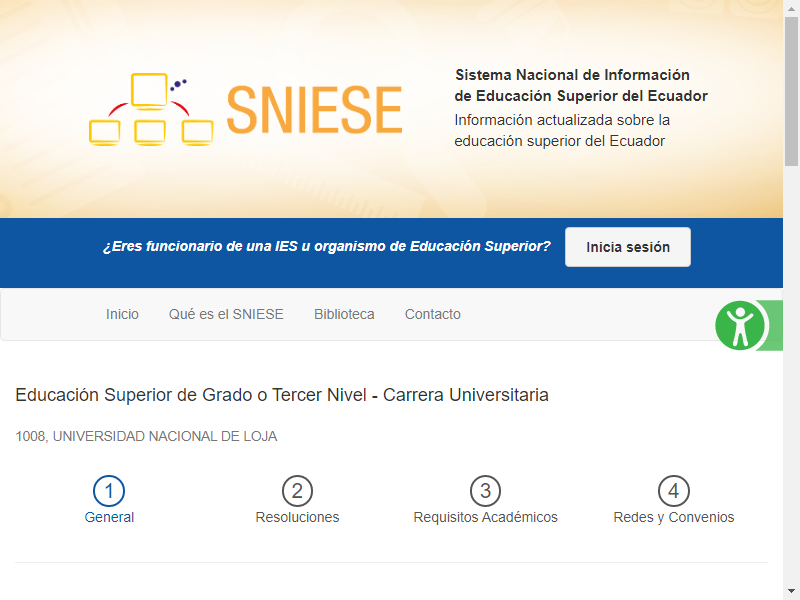 SNIESE
Sistema Nacional de Información
de Educación Superior del Ecuador
Información actualizada sobre la
educación superior del Ecuador
¿Eres funcionario de una IES u organismo de Educación Superior?
Inicia sesión
Inicio
Qué es el SNIESE
Biblioteca
Contacto
Educación Superior de Grado o Tercer Nivel - Carrera Universitaria
1008, UNIVERSIDAD NACIONAL DE LOJA
1
General
2
Resoluciones
3
Requisitos Académicos
4
Redes y Convenios